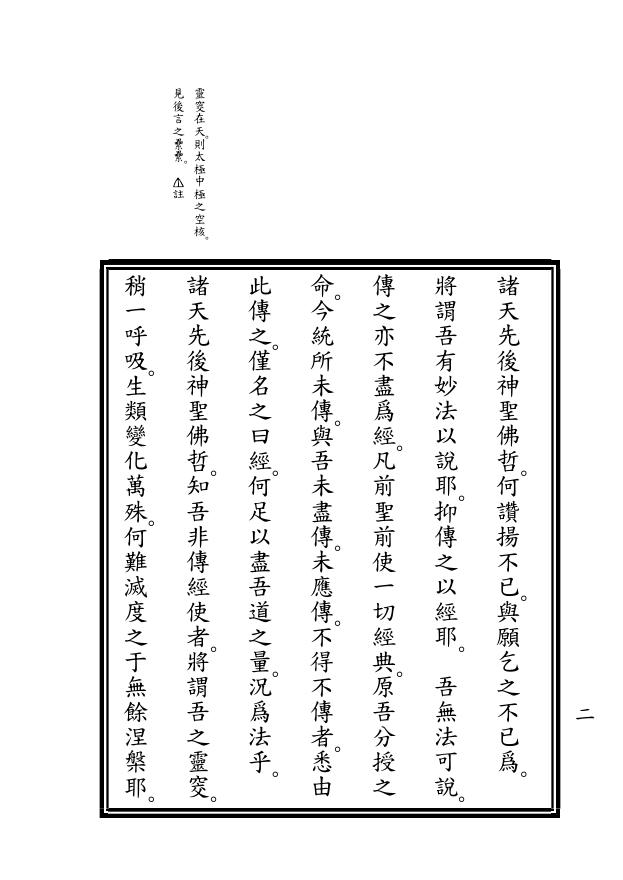 靈窔在天。則太極中極之空核。
見後言之纍纍。 註
諸天先後神聖佛哲。何讚揚不已。與願乞之不已爲。
將謂吾有妙法以說耶。抑傳之以經耶。 吾無法可說。
傳之亦不盡爲經。凡前聖前使一切經典。原吾分授之
命。今統所未傳。與吾未盡傳。未應傳。不得不傳者。悉由
此傳之。僅名之曰經。何足以盡吾道之量。況爲法乎。
諸天先後神聖佛哲。知吾非傳經使者。將謂吾之靈窔。
稍一呼吸。生類變化萬殊。何難滅度之于無餘涅槃耶。
二